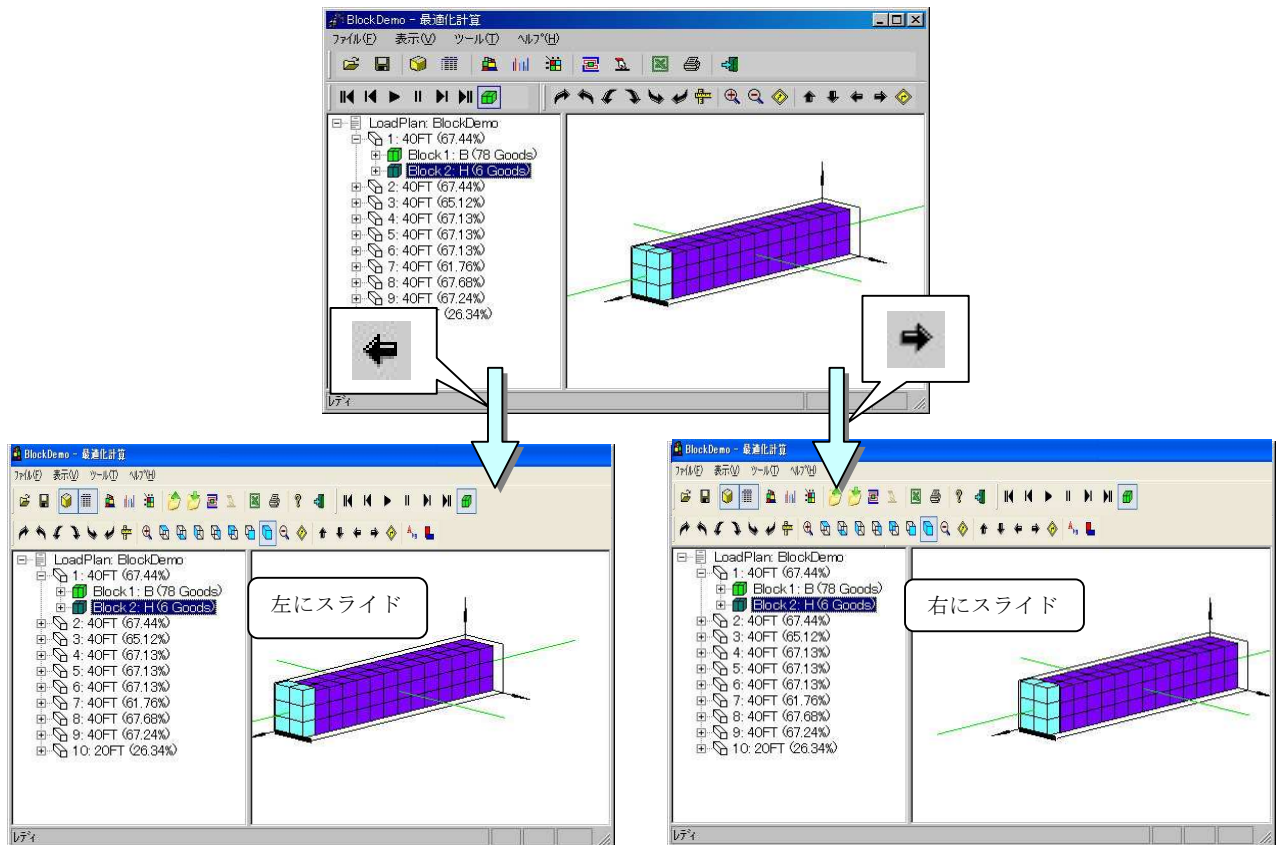 BlockDemo - 最適化計算
ﾌｧｲﾙ(F) 表示(V) ツール(T) ﾍﾙﾌﾟ(H)
LoadPlan: BlockDemo
1: 40FT (67.44%)
Block 1: B (78 Goods)
Block 2: H (6 Goods)
2: 40FT (67.44%)
3: 40FT (65.12%)
4: 40FT (67.13%)
5: 40FT (67.13%)
6: 40FT (67.13%)
7: 40FT (61.76%)
8: 40FT (67.68%)
9: 40FT (67.24%)
(26.34%)
ﾚﾃﾞｨ
BlockDemo - 最適化計算
ﾌｧｲﾙ(F) 表示(V) ツール(T) ﾍﾙﾌﾟ(H)
LoadPlan: BlockDemo
1: 40FT (67.44%)
Block 1: B (78 Goods)
Block 2: H (6 Goods)
2: 40FT (67.44%)
3: 40FT (65.12%)
4: 40FT (67.13%)
5: 40FT (67.13%)
6: 40FT (67.13%)
7: 40FT (61.76%)
8: 40FT (67.68%)
9: 40FT (67.24%)
10: 20FT (26.34%)
左にスライド
ﾚﾃﾞｨ
BlockDemo - 最適化計算
ﾌｧｲﾙ(F) 表示(V) ツール(T) ﾍﾙﾌﾟ(H)
LoadPlan: BlockDemo
1: 40FT (67.44%)
Block 1: B (78 Goods)
Block 2: H (6 Goods)
2: 40FT (67.44%)
3: 40FT (65.12%)
4: 40FT (67.13%)
5: 40FT (67.13%)
6: 40FT (67.13%)
7: 40FT (61.76%)
8: 40FT (67.68%)
9: 40FT (67.24%)
10: 20FT (26.34%)
右にスライド
ﾚﾃﾞｨ